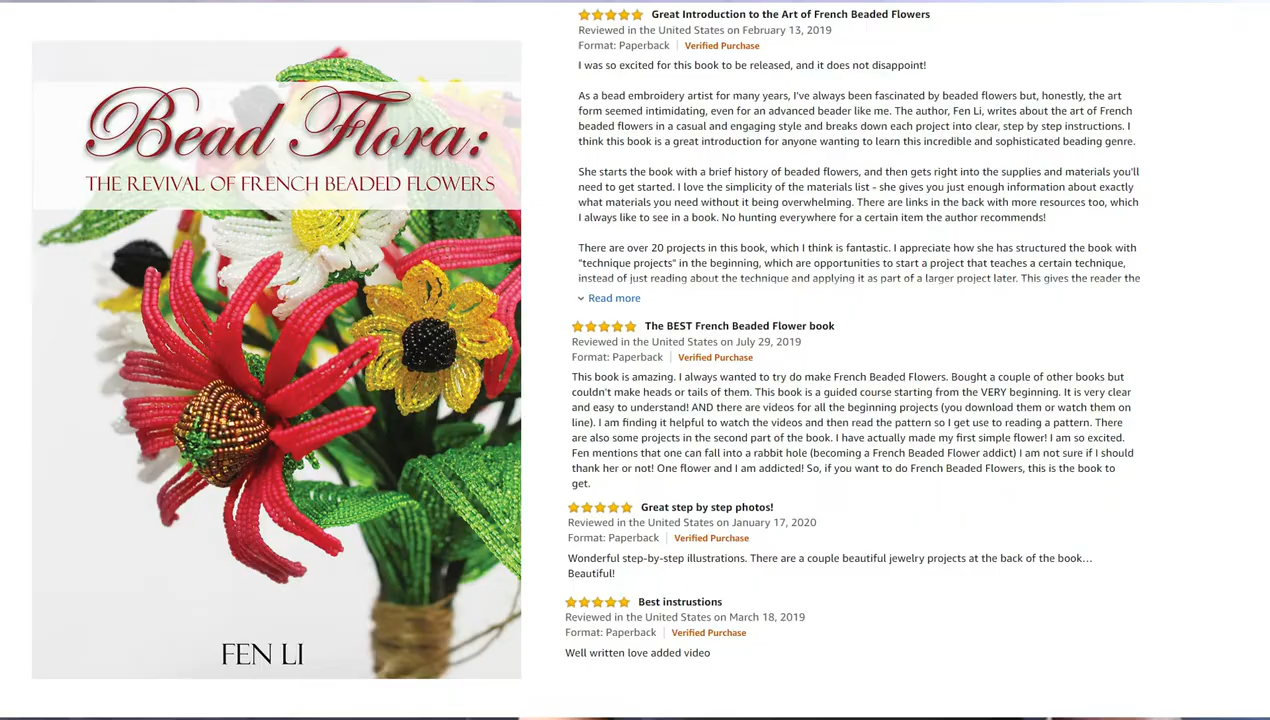 Bead Flora:
THE REVIVAL OF FRENCH BEADED FLOWERS
FEN LI
Great Introduction to the Art of French Beaded Flowers
Reviewed in the United States on February 13, 2019
Format: Paperback | Verified Purchase
I was so excited for this book to be released, and it does not disappoint!
As a bead embroidery artist for many years, I've always been fascinated by beaded flowers but, honestly, the art
form seemed intimidating, even for an advanced beader like me. The author, Fen Li, writes about the art of French
beaded flowers in a casual and engaging style and breaks down each project into clear, step by step instructions. I
think this book is a great introduction for anyone wanting to learn this incredible and sophisticated beading genre.
She starts the book with a brief history of beaded flowers, and then gets right into the supplies and materials you'll
need to get started. I love the simplicity of the materials list - she gives you just enough information about exactly
what materials you need without it being overwhelming. There are links in the back with more resources too, which
I always like to see in a book. No hunting everywhere for a certain item the author recommends!
There are over 20 projects in this book, which I think is fantastic. I appreciate how she has structured the book with
"technique projects" in the beginning, which are opportunities to start a project that teaches a certain technique,
instead of just reading about the technique and applying it as part of a larger project later. This gives the reader the
Read more
The BEST French Beaded Flower book
Reviewed in the United States on July 29, 2019
Format: Paperback | Verified Purchase
This book is amazing. I always wanted to try do make French Beaded Flowers. Bought a couple of other books but
couldn't make heads or tails of them. This book is a guided course starting from the VERY beginning. It is very clear
and easy to understand! AND there are videos for all the beginning projects (you download them or watch them on
line). I am finding it helpful to watch the videos and then read the pattern so I get use to reading a pattern. There
are also some projects in the second part of the book. I have actually made my first simple flower! I am so excited.
Fen mentions that one can fall into a rabbit hole (becoming a French Beaded Flower addict) I am not sure if I should
thank her or not! One flower and I am addicted! So, if you want to do French Beaded Flowers, this is the book to
get.
Great step by step photos!
Reviewed in the United States on January 17, 2020
Format: Paperback | Verified Purchase
Wonderful step-by-step illustrations. There are a couple beautiful jewelry projects at the back of the book...
Beautiful!
Best instrustions
Reviewed in the United States on March 18, 2019
Format: Paperback | Verified Purchase
Well written love added video